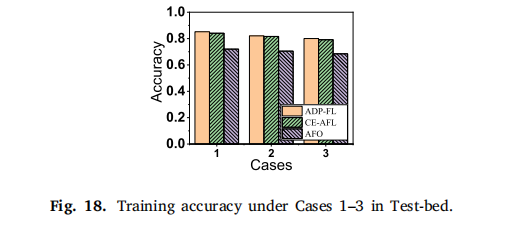 1.0
0.8
0.6
0.4
0.2
0.0
Accuracy
ADP-FL
CE-AFL
AFO
1 2 3
Cases
Fig. 18. Training accuracy under Cases 1–3 in Test-bed.